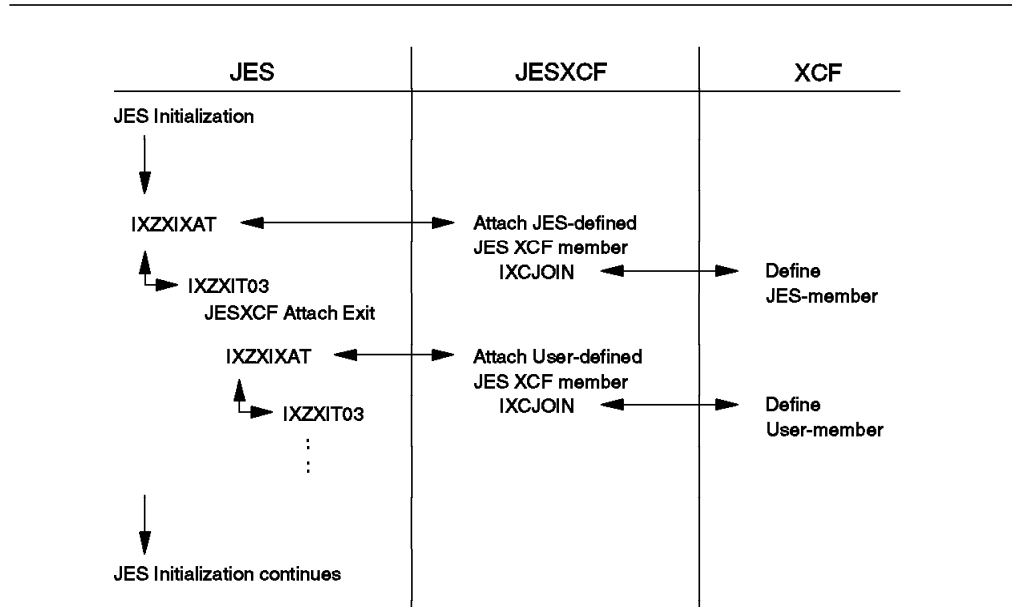 JES JESXCF XCF
JES Initialization
IXZXIXAT Attach JES-defined
JES XCF member
IXZXIT03 IXCJOIN Define
JES-member
JESXCF Attach Exit
IXZXIXAT Attach User-defined
JES XCF member
IXZXIT03 IXCJOIN Define
User-member
JES Initialization continues